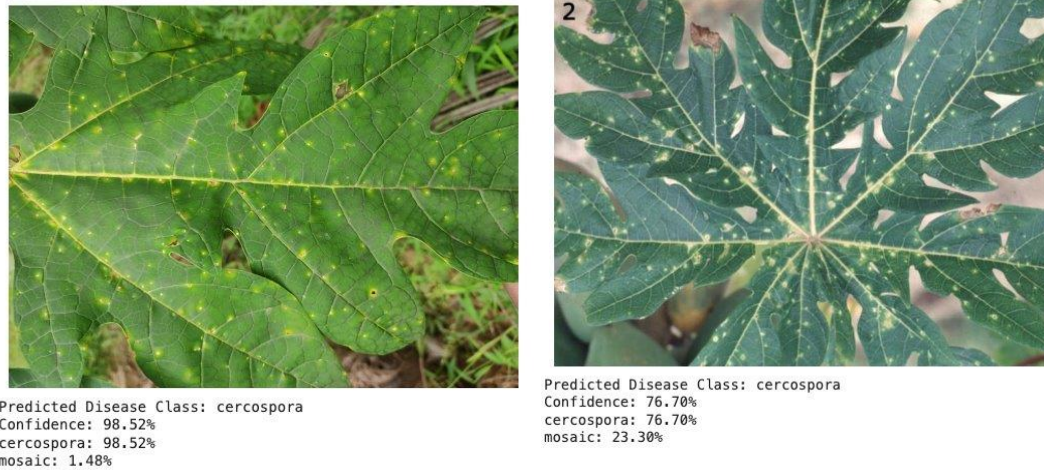 2
Predicted Disease Class: cercospora
Confidence: 98.52%
cercospora: 98.52%
mosaic: 1.48%
Predicted Disease Class: cercospora
Confidence: 76.70%
cercospora: 76.70%
mosaic: 23.30%